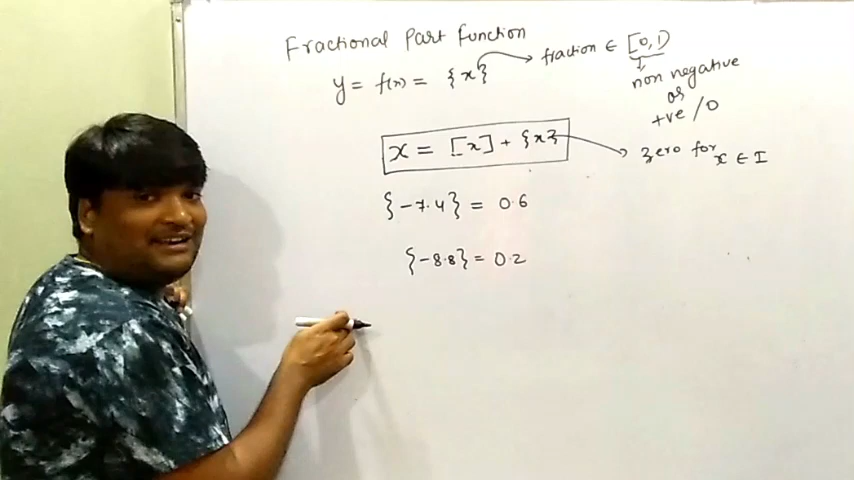 Fractional Part Function
y = f(x) = {x} → fraction ∈ [0,1)
non negative
or
+ve / 0
x = [x] + {x} → zero for x ∈ I
{-7.4} = 0.6
{-8.8} = 0.2